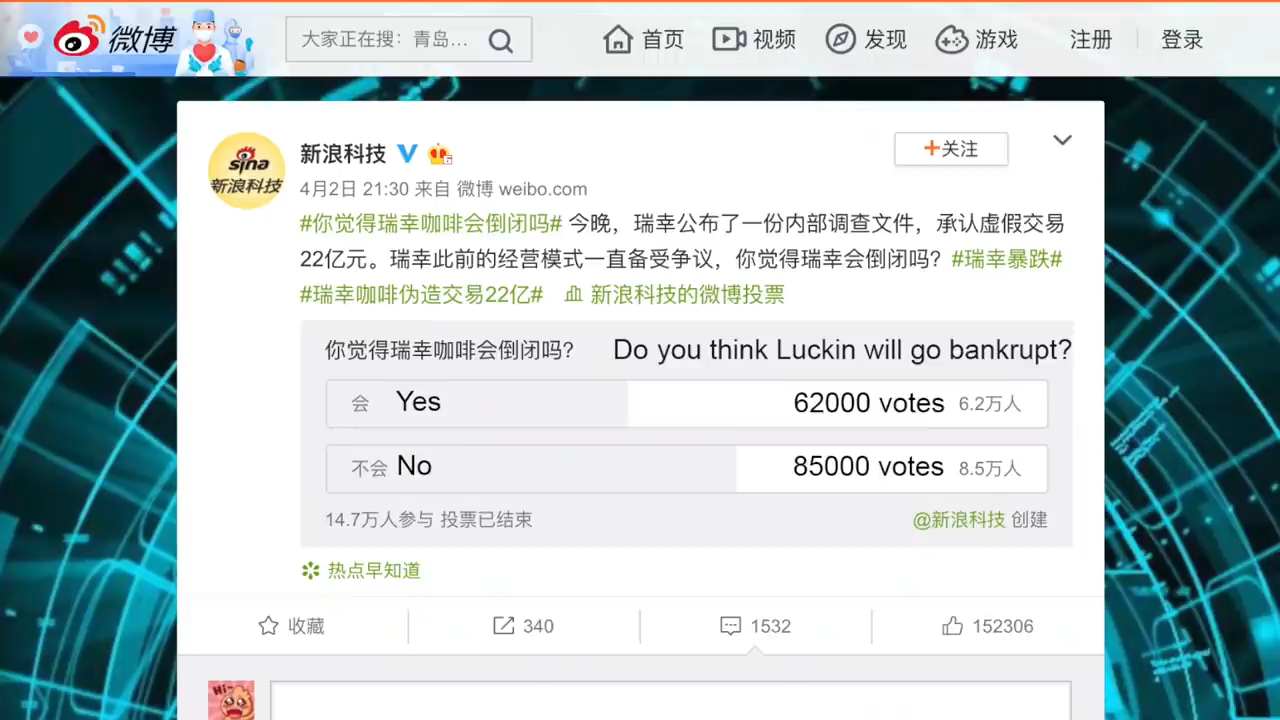 微博
大家正在搜：青岛...
首页
视频
发现
游戏
注册
登录
sina
新浪科技
新浪科技
+关注
4月2日 21:30 来自 微博 weibo.com
#你觉得瑞幸咖啡会倒闭吗# 今晚，瑞幸公布了一份内部调查文件，承认虚假交易
22亿元。瑞幸此前的经营模式一直备受争议，你觉得瑞幸会倒闭吗？#瑞幸暴跌#
#瑞幸咖啡伪造交易22亿# 新浪科技的微博投票
你觉得瑞幸咖啡会倒闭吗? Do you think Luckin will go bankrupt?
会 Yes 62000 votes 6.2万人
不会 No 85000 votes 8.5万人
14.7万人参与 投票已结束 @新浪科技 创建
热点早知道
收藏
340
1532
152306
Hi~